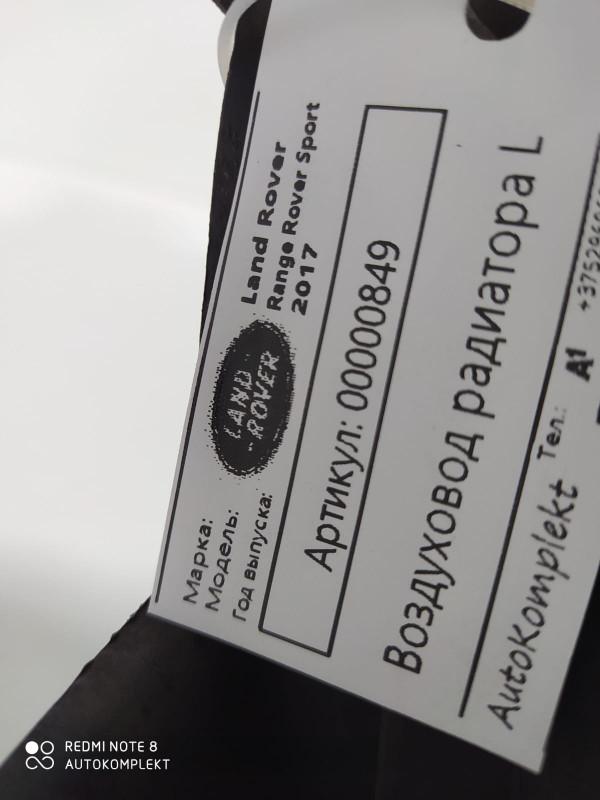 Марка:
Land Rover
Модель:
Range Rover Sport
Год выпуска:
2017
LAND
ROVER
Артикул: 00000849
Воздуховод радиатора L
AutoKomplekt Тел.: A1
REDMI NOTE 8
AUTOKOMPLEKT